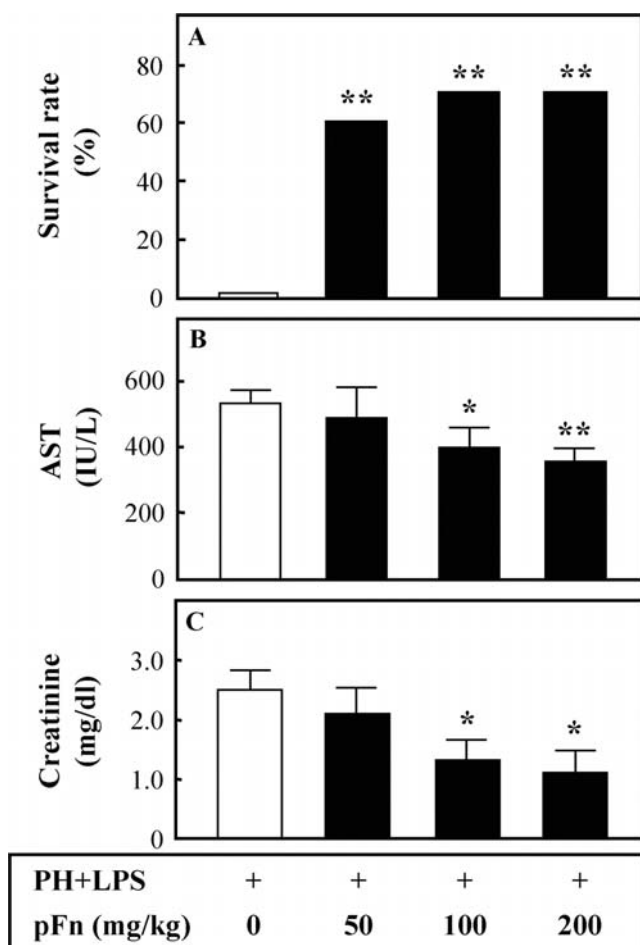 A
Survival rate
(%)
80
60
40
20
0
** ** **
B
AST
(IU/L)
600
400
200
0
* **
C
Creatinine
(mg/dl)
3.0
2.0
1.0
0
* *
PH+LPS + + + +
pFn (mg/kg) 0 50 100 200